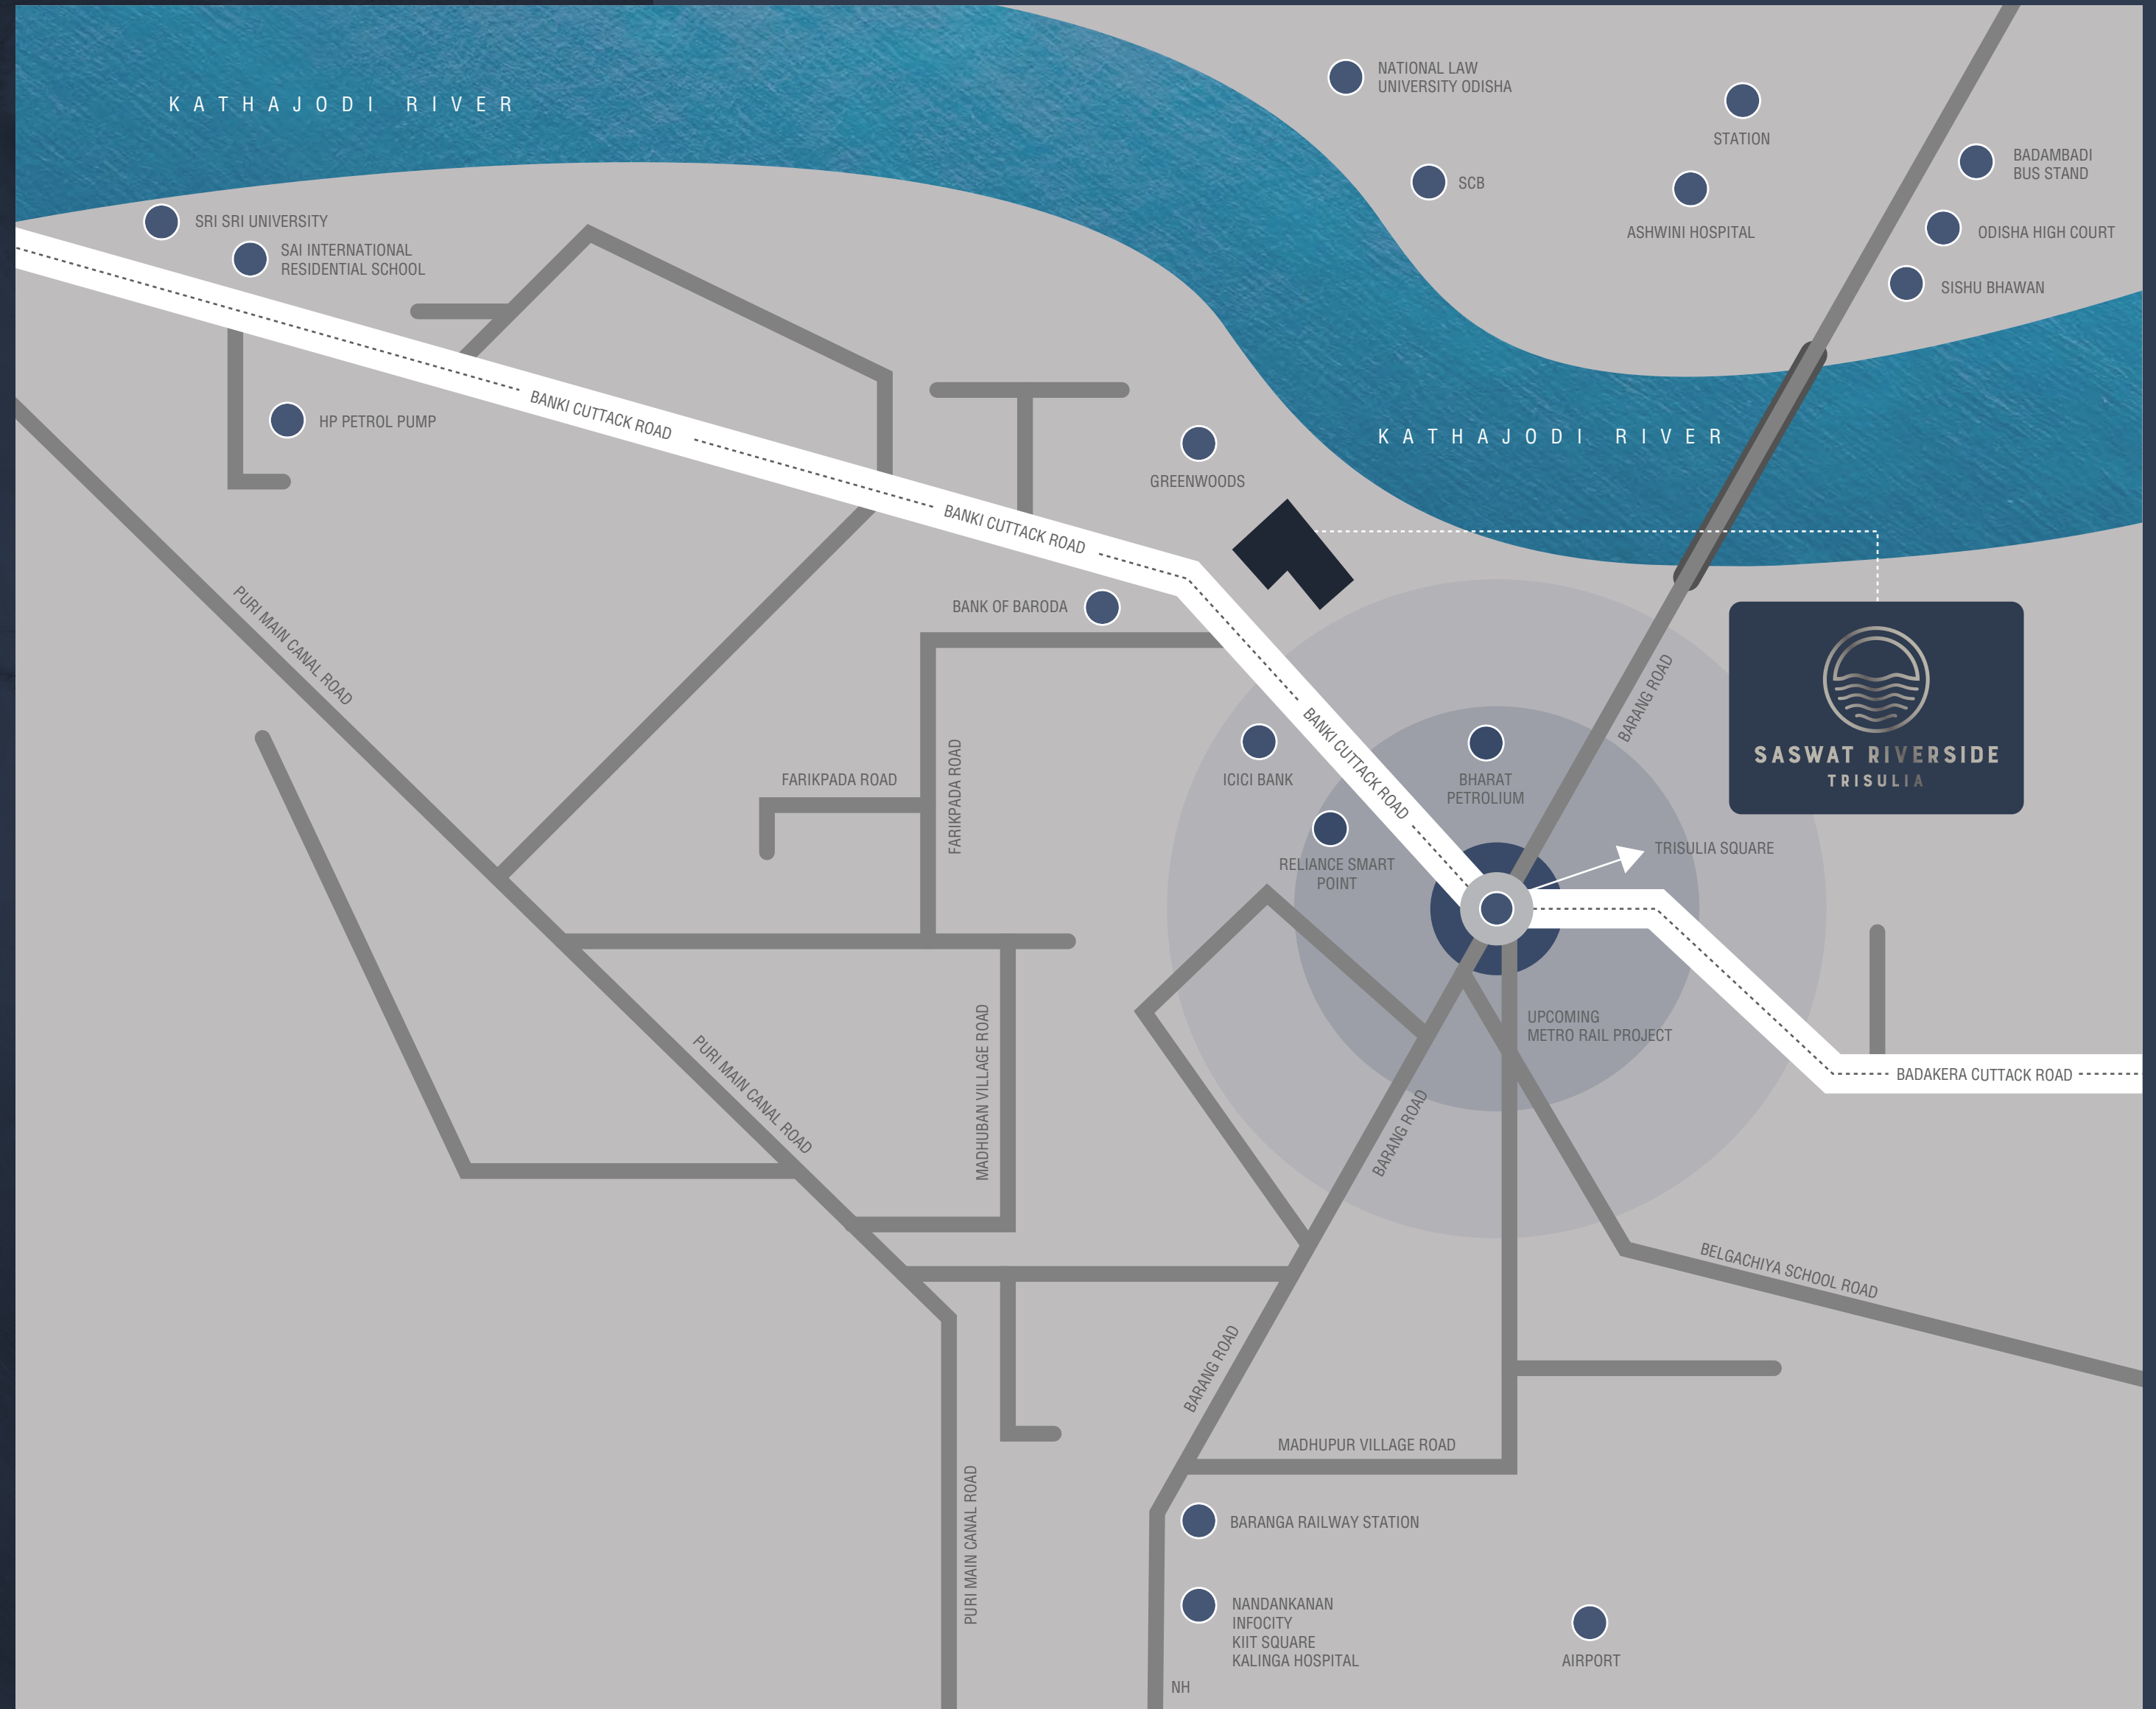 KATHAJODI RIVER
NATIONAL LAW
UNIVERSITY ODISHA
STATION
BADAMBADI
BUS STAND
SCB
ASHWINI HOSPITAL
ODISHA HIGH COURT
SISHU BHAWAN
SRI SRI UNIVERSITY
SAI INTERNATIONAL
RESIDENTIAL SCHOOL
HP PETROL PUMP
BANKI CUTTACK ROAD
BANKI CUTTACK ROAD
KATHAJODI RIVER
GREENWOODS
BANK OF BARODA
PURI MAIN CANAL ROAD
BARANG ROAD
SASWAT RIVERSIDE
TRISULIA
BANKI CUTTACK ROAD
ICICI BANK
BHARAT
PETROLIUM
FARIKPADA ROAD
FARIKPADA ROAD
RELIANCE SMART
POINT
TRISULIA SQUARE
UPCOMING
METRO RAIL PROJECT
BADAKERA CUTTACK ROAD
PURI MAIN CANAL ROAD
MADHUBAN VILLAGE ROAD
BARANG ROAD
BELGACHIYA SCHOOL ROAD
BARANG ROAD
MADHUPUR VILLAGE ROAD
PURI MAIN CANAL ROAD
BARANGA RAILWAY STATION
NANDANKANAN
INFOCITY
KIIT SQUARE
KALINGA HOSPITAL
AIRPORT
NH